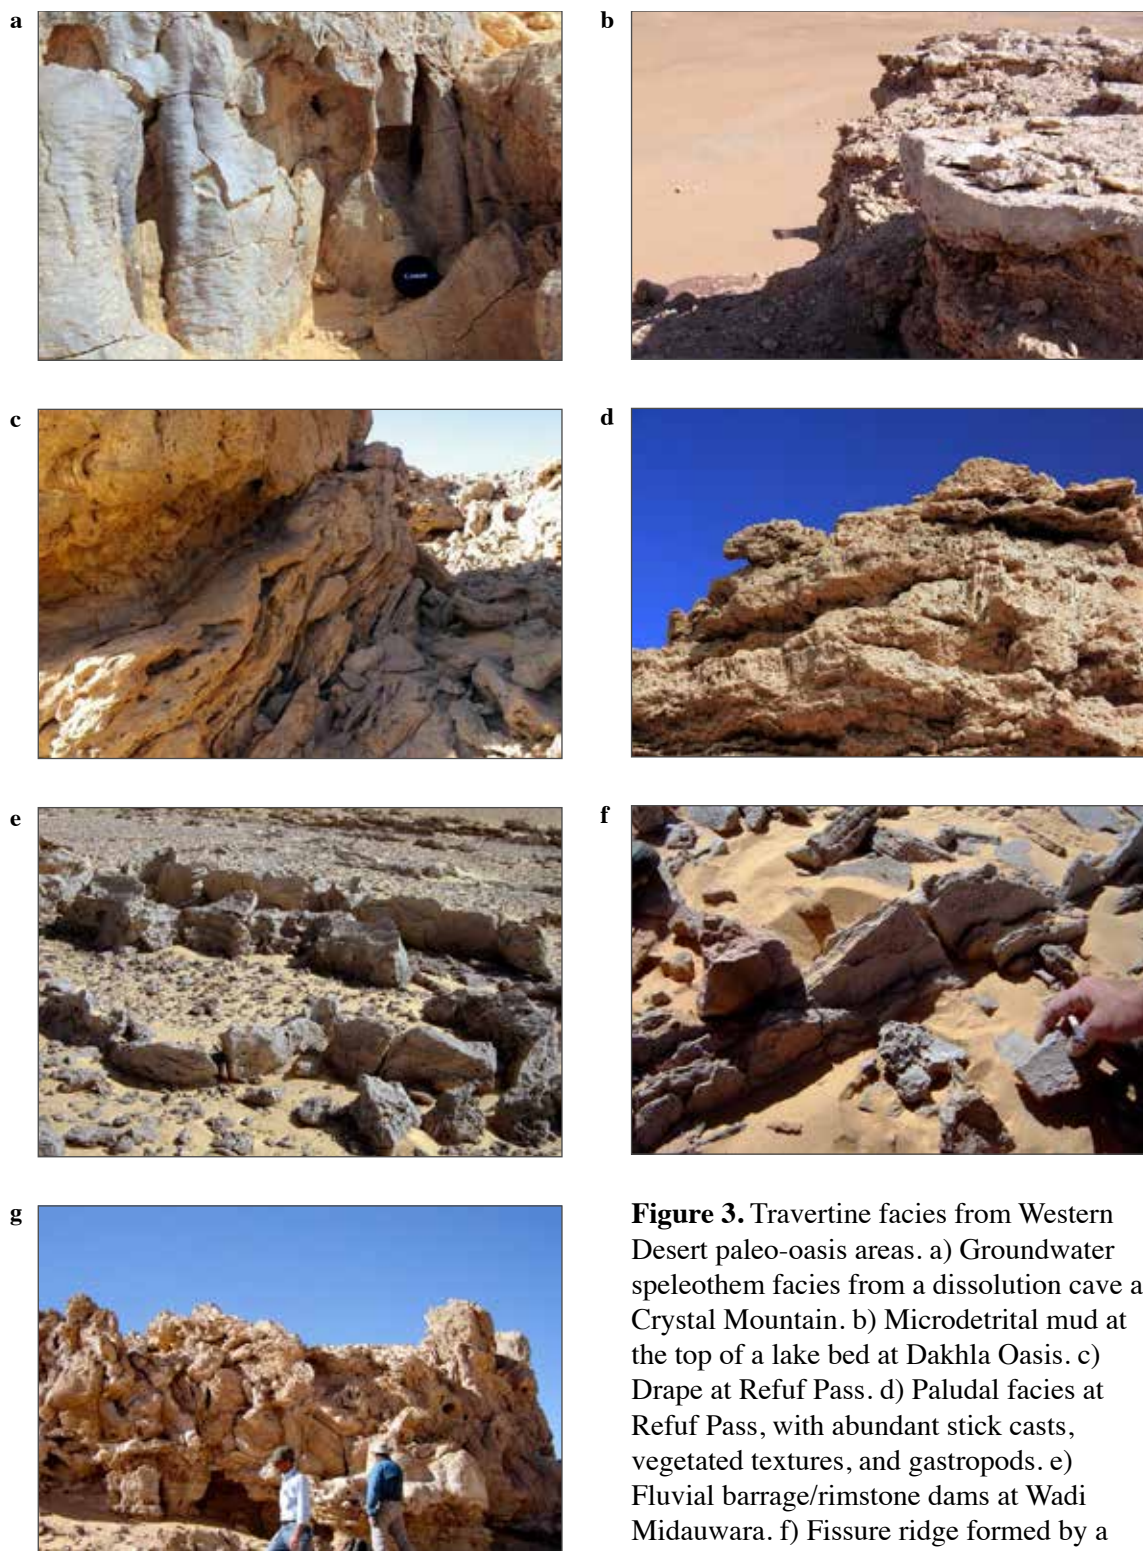 a
b
c
d
e
f
g
Figure 3. Travertine facies from Western
Desert paleo-oasis areas. a) Groundwater
speleothem facies from a dissolution cave a
Crystal Mountain. b) Microdetrital mud at
the top of a lake bed at Dakhla Oasis. c)
Drape at Refuf Pass. d) Paludal facies at
Refuf Pass, with abundant stick casts,
vegetated textures, and gastropods. e)
Fluvial barrage/rimstone dams at Wadi
Midauwara. f) Fissure ridge formed by a